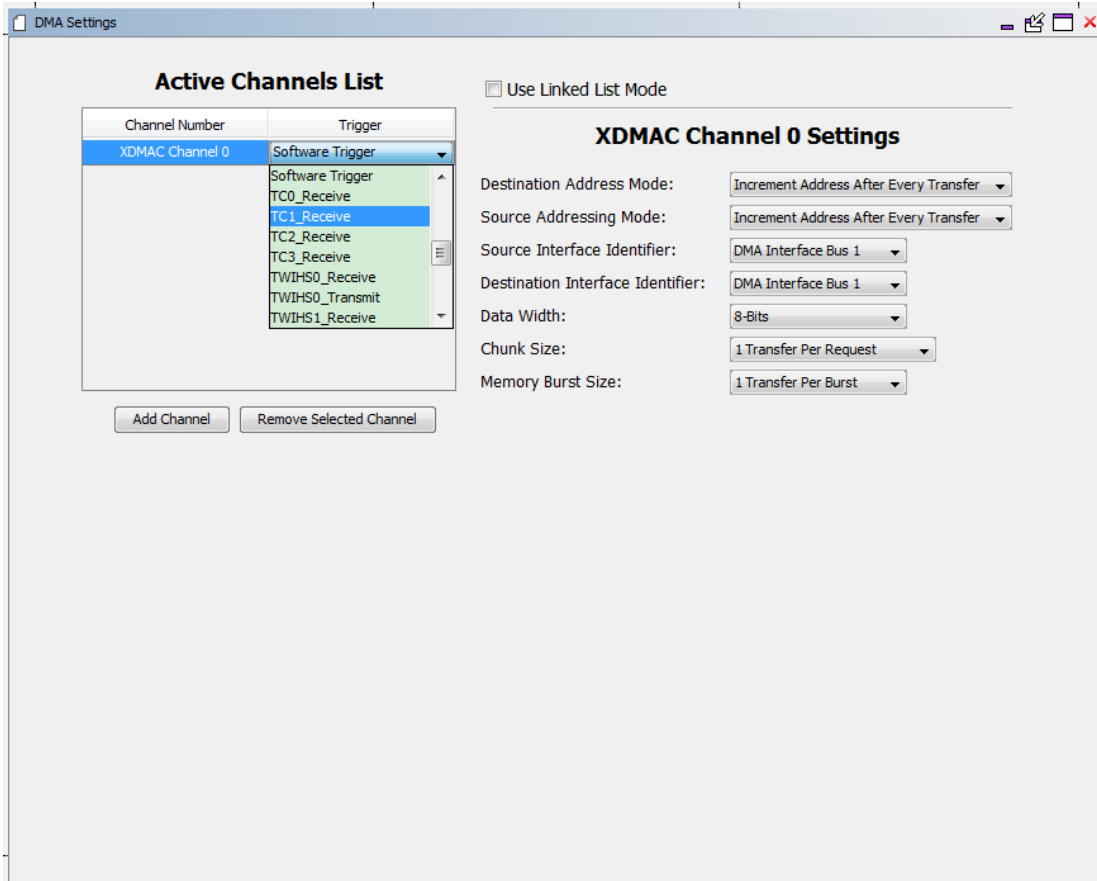 DMA Settings
Active Channels List
Channel Number Trigger
XDMAC Channel 0 Software Trigger
Software Trigger
TC0_Receive
TC1_Receive
TC2_Receive
TC3_Receive
TWIHS0_Receive
TWIHS0_Transmit
TWIHS1_Receive
Add Channel Remove Selected Channel
Use Linked List Mode
XDMAC Channel 0 Settings
Destination Address Mode: Increment Address After Every Transfer
Source Addressing Mode: Increment Address After Every Transfer
Source Interface Identifier: DMA Interface Bus 1
Destination Interface Identifier: DMA Interface Bus 1
Data Width: 8-Bits
Chunk Size: 1 Transfer Per Request
Memory Burst Size: 1 Transfer Per Burst